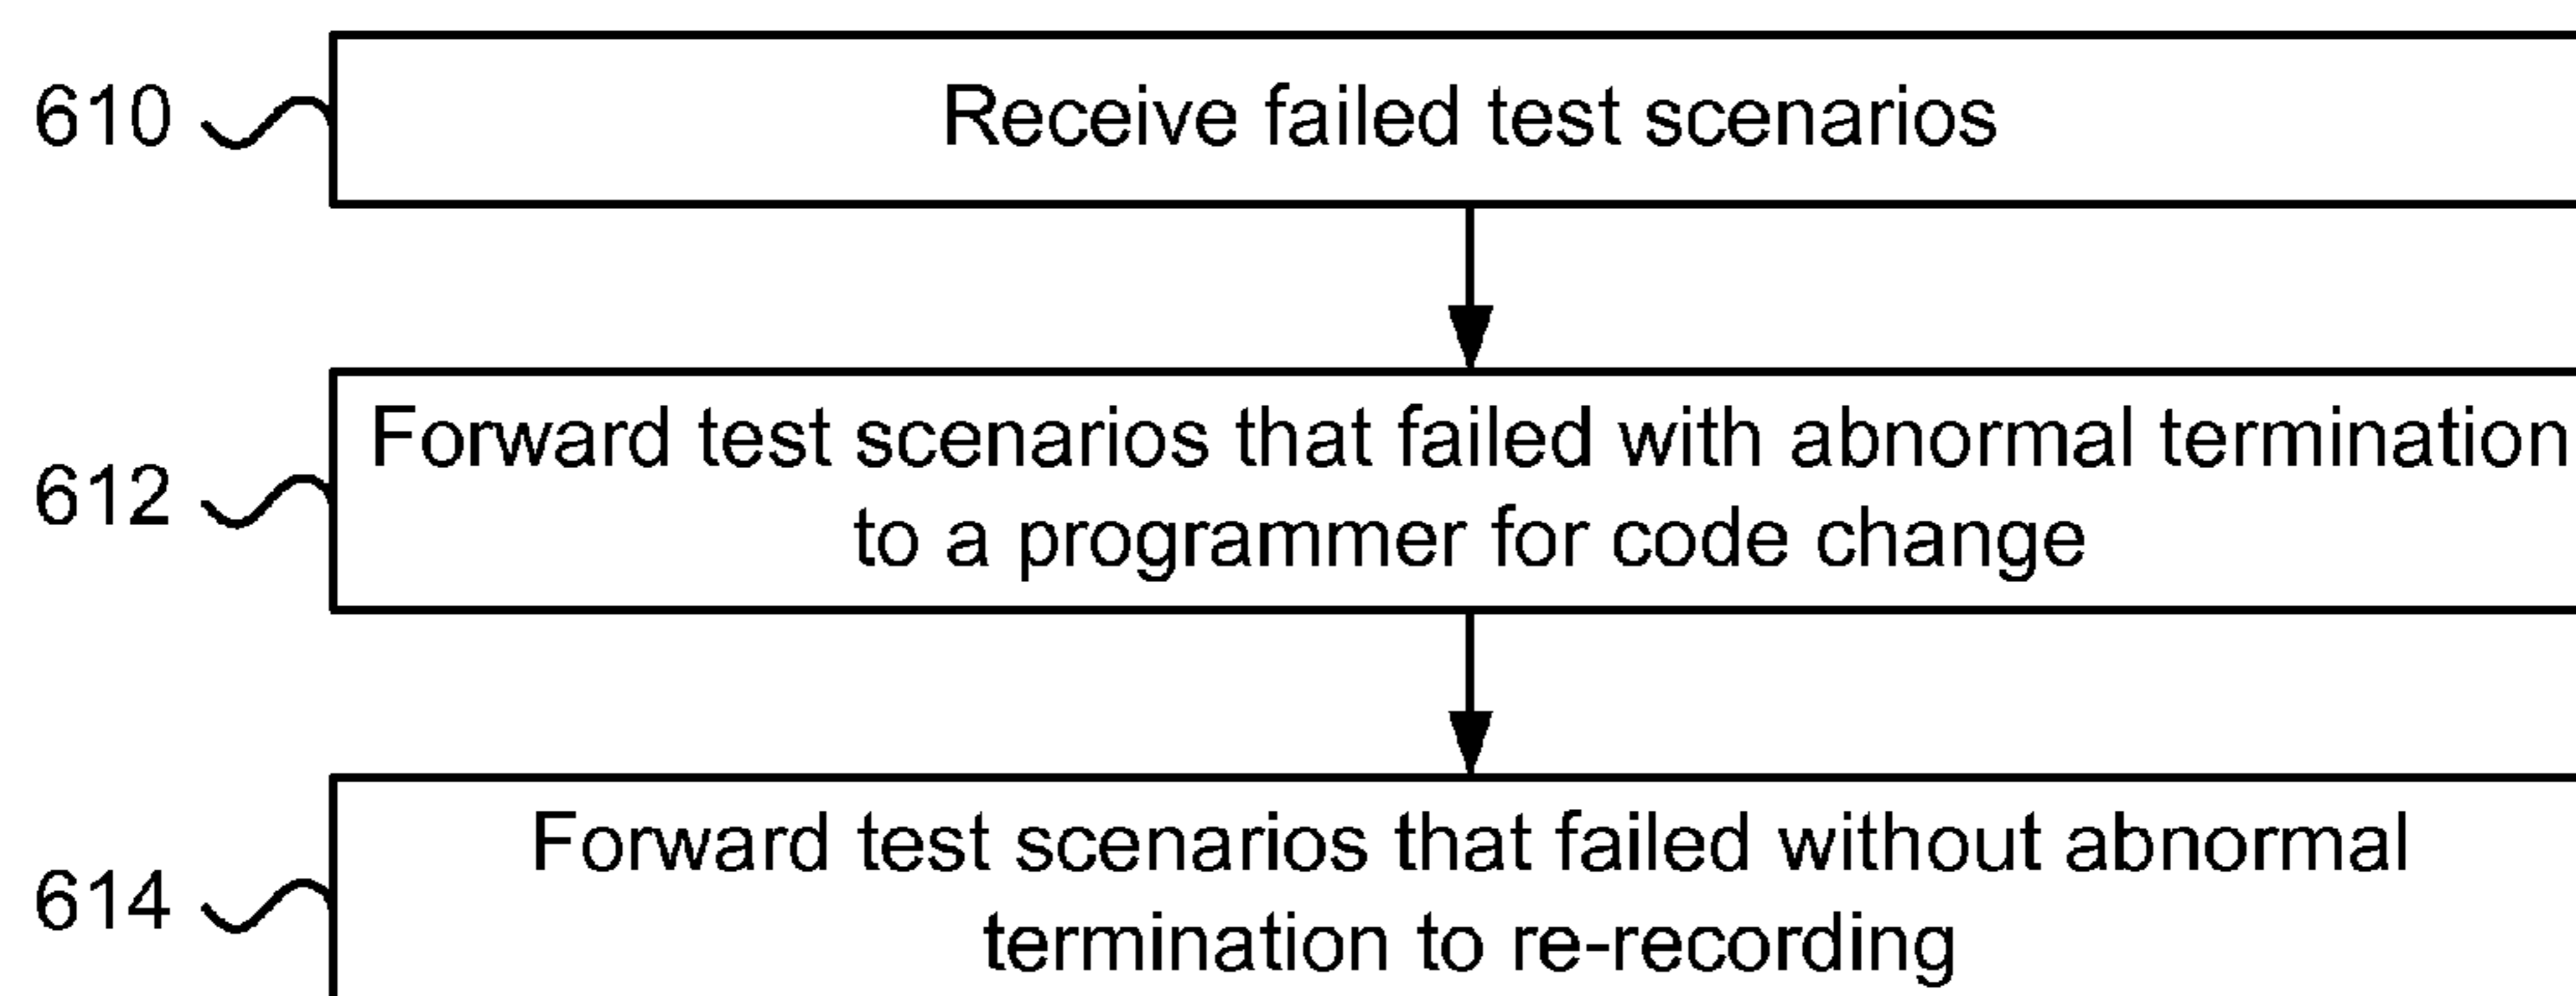 610
Receive failed test scenarios
612
Forward test scenarios that failed with abnormal termination
to a programmer for code change
614
Forward test scenarios that failed without abnormal
termination to re-recording